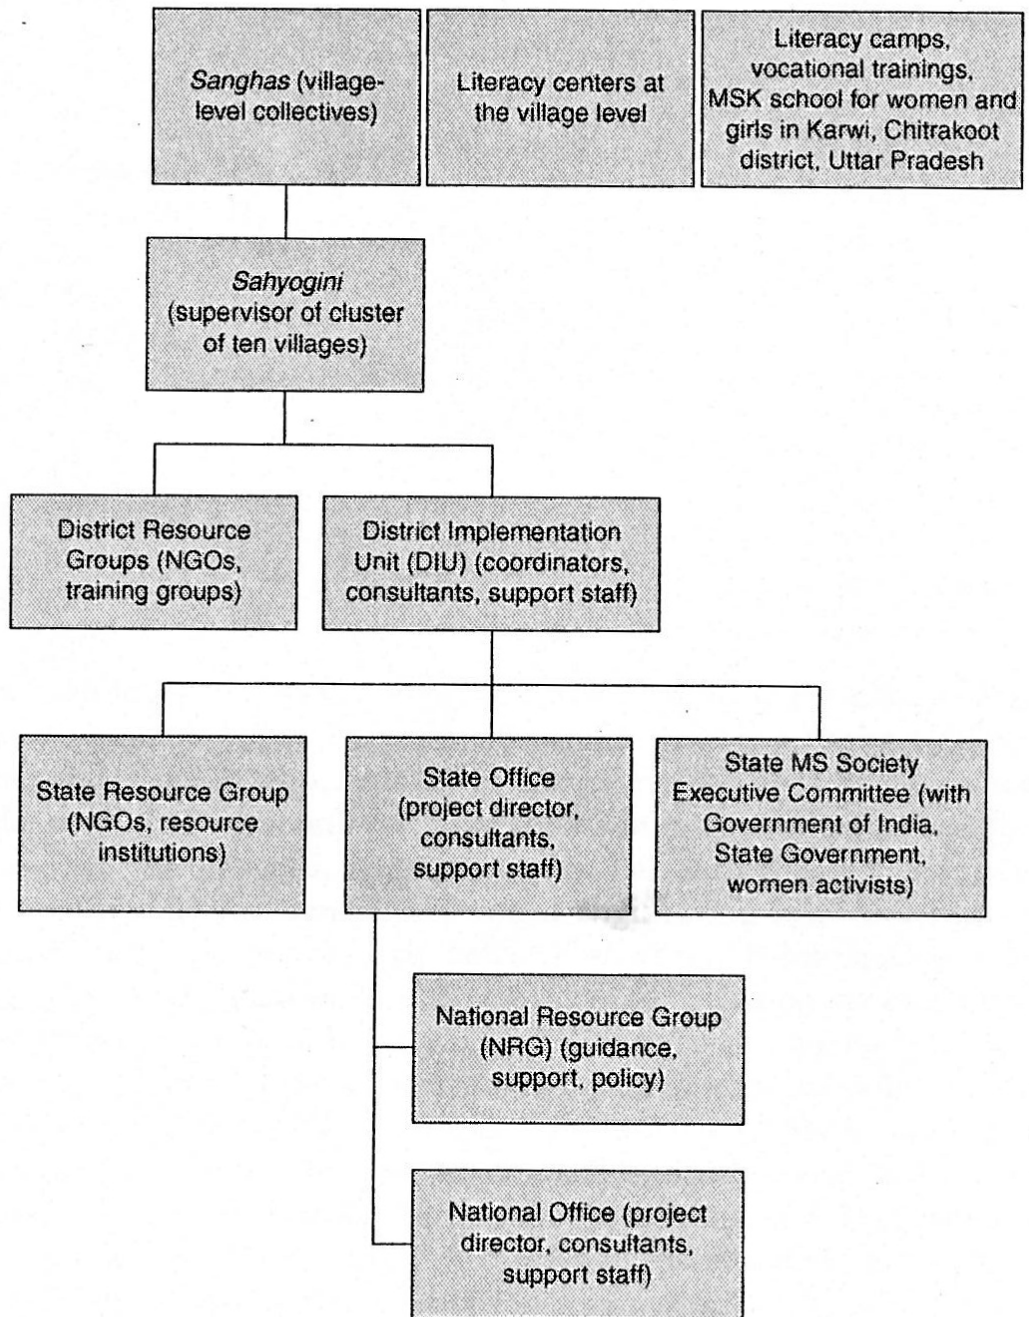 Sanghas (village-
level collectives)
Literacy centers at
the village level
Literacy camps,
vocational trainings,
MSK school for women and
girls in Karwi, Chitrakoot
district, Uttar Pradesh
Sahyogini
(supervisor of cluster
of ten villages)
District Resource
Groups (NGOs,
training groups)
District Implementation
Unit (DIU) (coordinators,
consultants, support staff)
State Resource Group
(NGOs, resource
institutions)
State Office
(project director,
consultants,
support staff)
State MS Society
Executive Committee (with
Government of India,
State Government,
women activists)
National Resource Group
(NRG) (guidance,
support, policy)
National Office (project
director, consultants,
support staff)